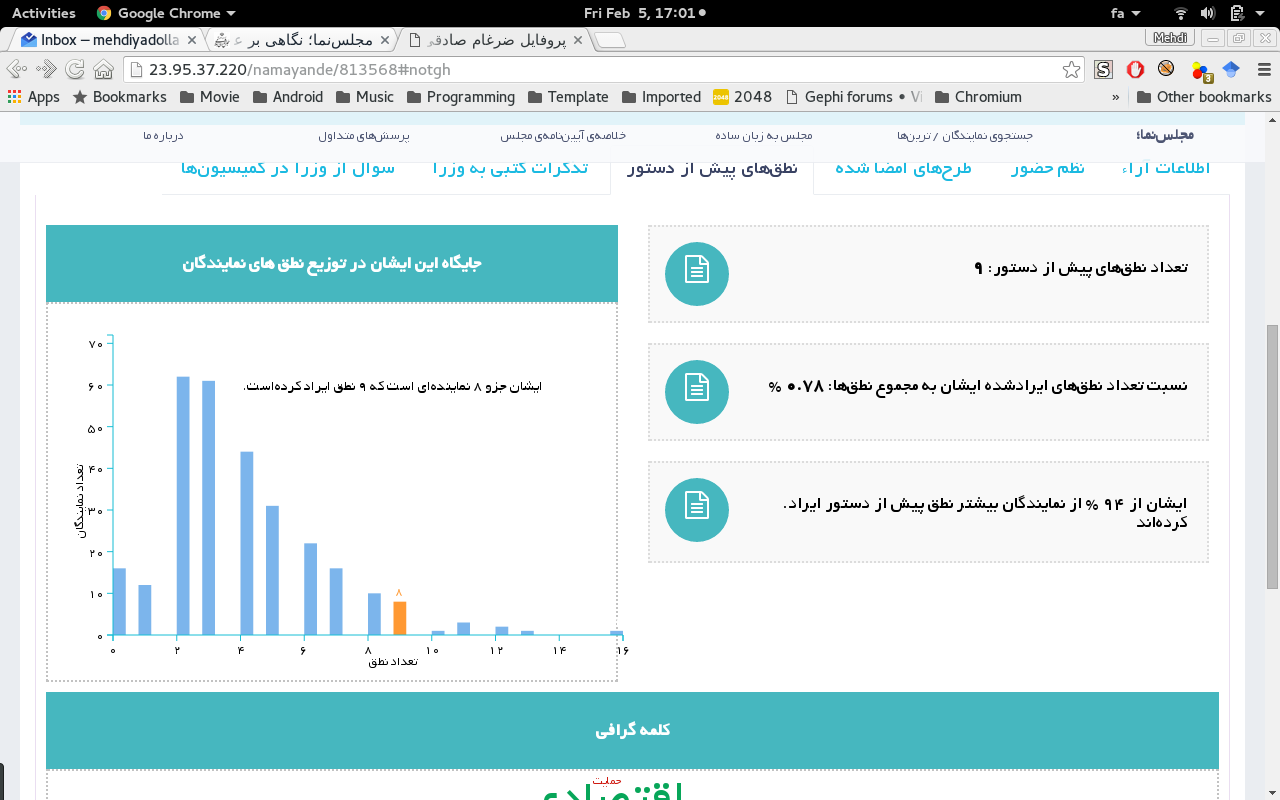 Activities Google Chrome Fri Feb 5, 17:01 fa
Inbox – mehdiyadolla
مجلس‌نما؛ نگاهی بر ع
پروفایل ضرغام صادقی
Mehdi
23.95.37.220/namayande/813568#notgh
Apps Bookmarks Movie Android Music Programming Template Imported 2048 Gephi forums • Vi Chromium » Other bookmarks
مجلس‌نما؛ جستجوی نمایندگان / ترین‌ها مجلس به زبان ساده خلاصه‌ی آیین‌نامه‌ی مجلس پرسش‌های متداول درباره ما
اطلاعات آراء نظم حضور طرح‌های امضا شده نطق‌های پیش از دستور تذکرات کتبی به وزرا سوال از وزرا در کمیسیون‌ها
تعداد نطق‌های پیش از دستور: ۹
نسبت تعداد نطق‌های ایرادشده ایشان به مجموع نطق‌ها: ۰.۷۸ %
ایشان از ۹۴ % از نمایندگان بیشتر نطق پیش از دستور ایراد.
کرده‌اند
جایگاه این ایشان در توزیع نطق های نمایندگان
ایشان جزو ۸ نماینده‌ای است که ۹ نطق ایراد کرده‌است.
۷۰
۶۰
۵۰
۴۰
۳۰
۲۰
۱۰
۰
تعداد نمایندگان
۸
۰ ۲ ۴ ۶ ۸ ۱۰ ۱۲ ۱۴ ۱۶
تعداد نطق
کلمه گرافی
حمایت
اقتصادی